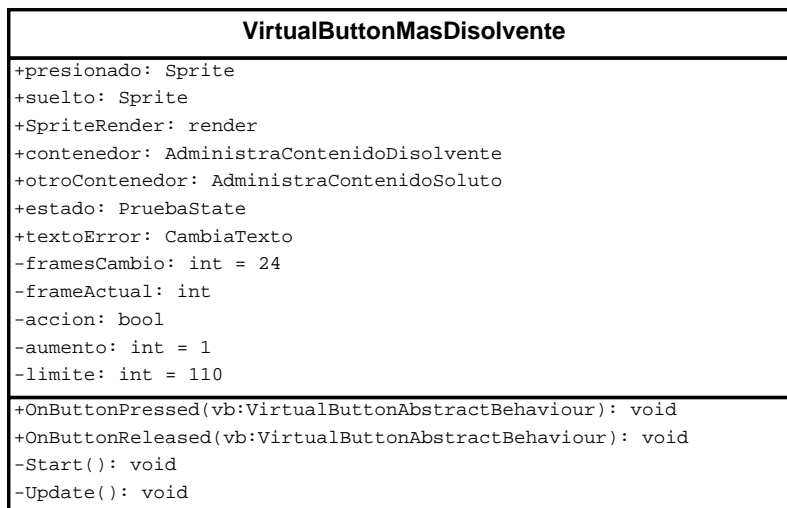 VirtualButtonMasDisolvente
+presionado: Sprite
+suelto: Sprite
+SpriteRender: render
+contenedor: AdministraContenidoDisolvente
+otroContenedor: AdministraContenidoSoluto
+estado: PruebaState
+textoError: CambiaTexto
-framesCambio: int = 24
-frameActual: int
-accion: bool
-aumento: int = 1
-limite: int = 110
+OnButtonPressed(vb:VirtualButtonAbstractBehaviour): void
+OnButtonReleased(vb:VirtualButtonAbstractBehaviour): void
-Start(): void
-Update(): void